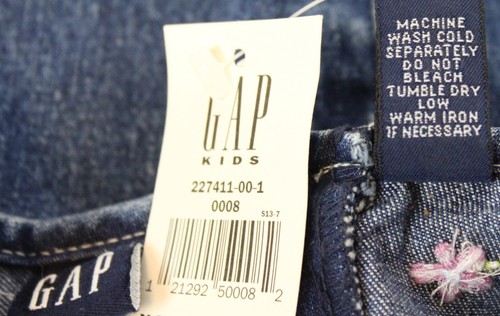 GAP
KIDS
227411-00-1
0008
513-7
1 21292 50008 2
GAP
MACHINE
WASH COLD
SEPARATELY
DO NOT
BLEACH
TUMBLE DRY
LOW
WARM IRON
IF NECESSARY